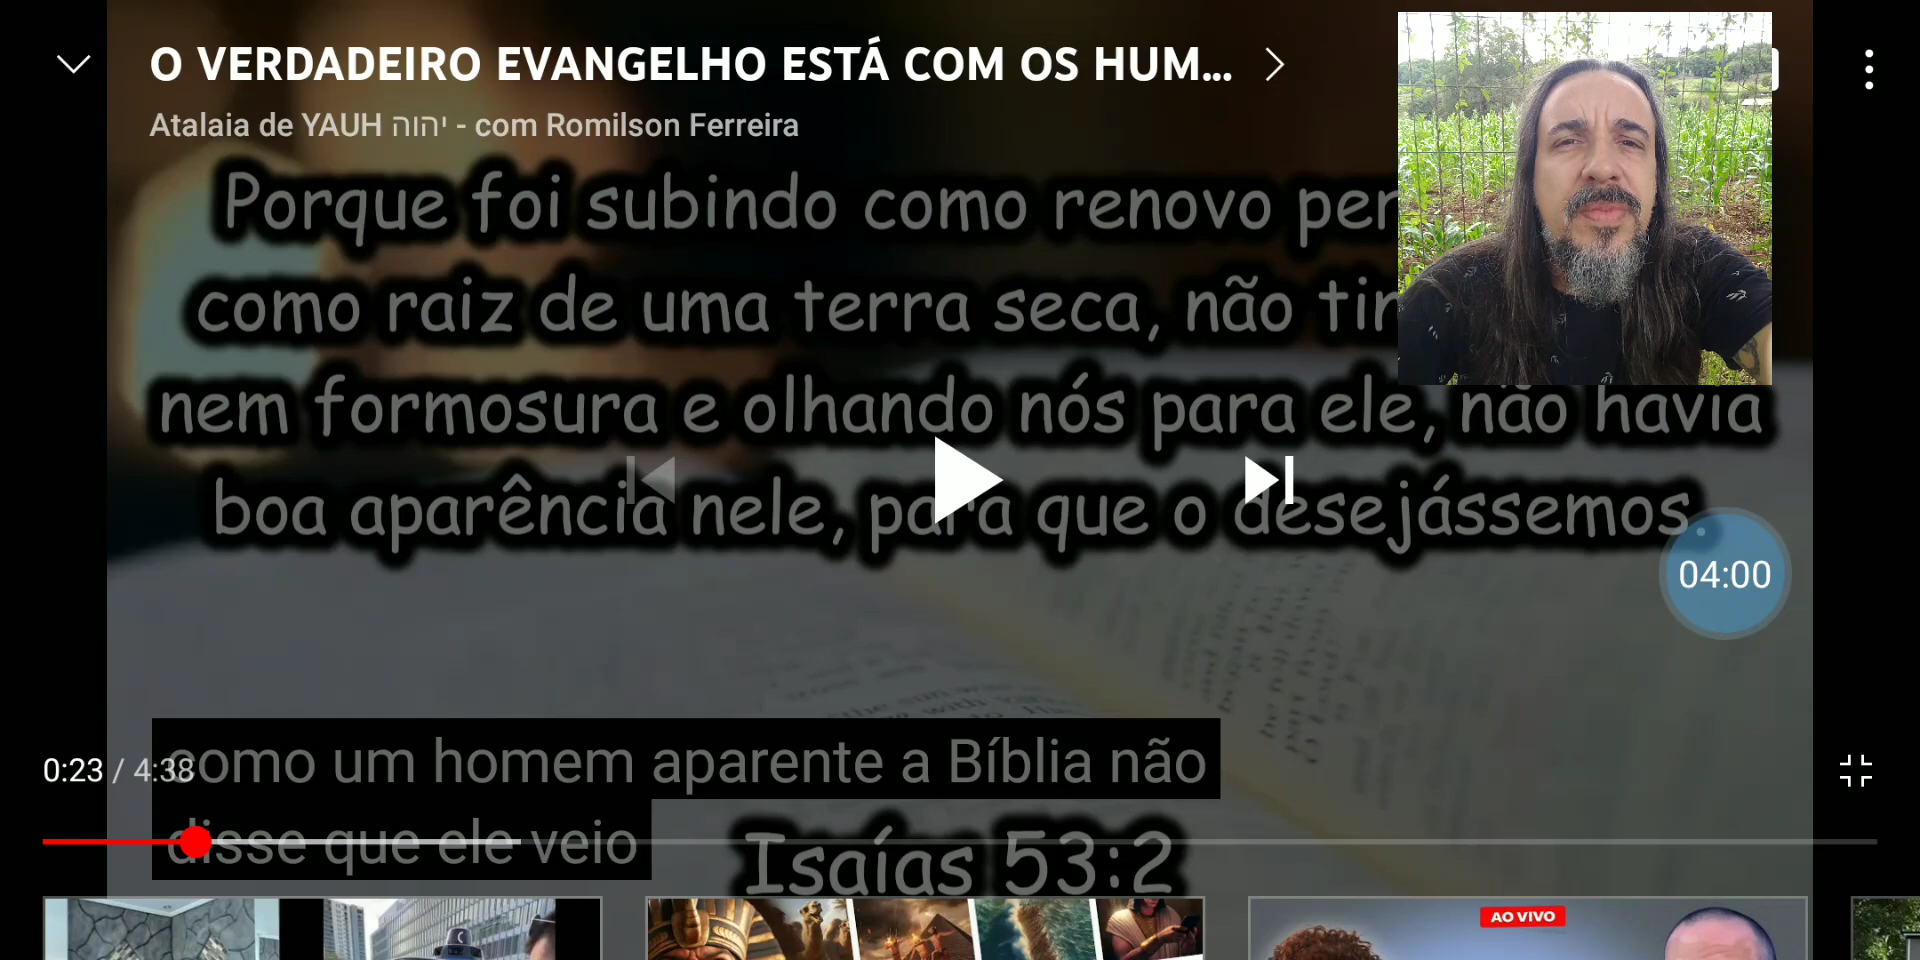 O VERDADEIRO EVANGELHO ESTÁ COM OS HUM...
Atalaia de YAUH יהוה - com Romilson Ferreira
Porque foi subindo como renovo per
como raiz de uma terra seca, não tin
nem formosura e olhando nós para ele, não havia
boa aparência nele, para que o desejássemos.
04:00
como um homem aparente a Bíblia não
0:23 / 4:38
disse que ele veio
Isaías 53:2
AO VIVO